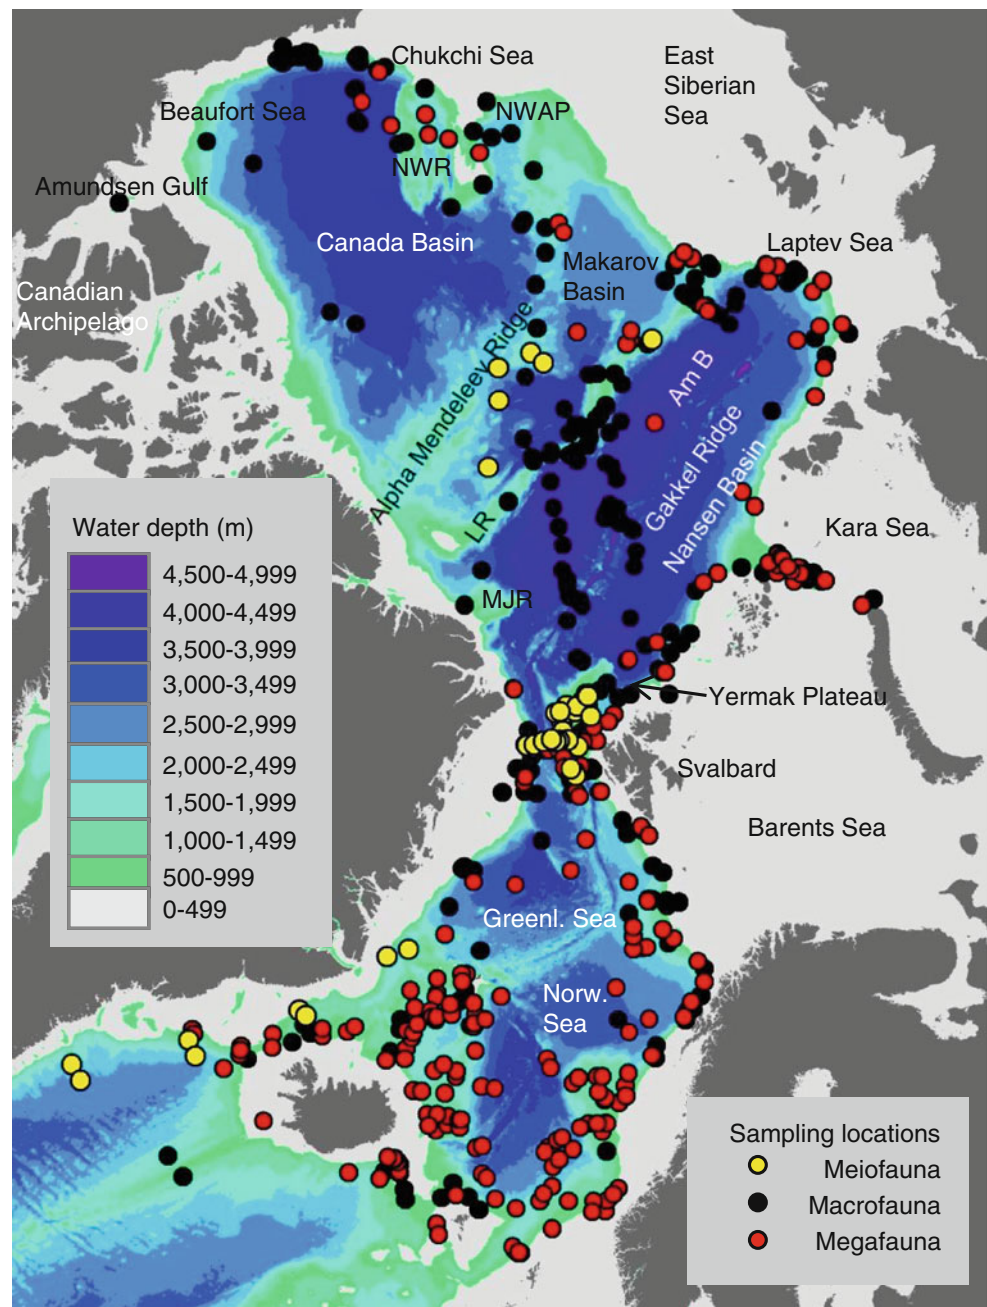 Chukchi Sea
East
Siberian
Sea
Beaufort Sea
NWAP
NWR
Amundsen Gulf
Canada Basin
Laptev Sea
Makarov
Basin
Canadian
Archipelago
Alpha Mendeleev Ridge
Am B
Gakkel Ridge
Nansen Basin
LR
Kara Sea
MJR
Water depth (m)
4,500-4,999
4,000-4,499
3,500-3,999
3,000-3,499
2,500-2,999
2,000-2,499
1,500-1,999
1,000-1,499
500-999
0-499
Yermak Plateau
Svalbard
Barents Sea
Greenl. Sea
Norw.
Sea
Sampling locations
Meiofauna
Macrofauna
Megafauna